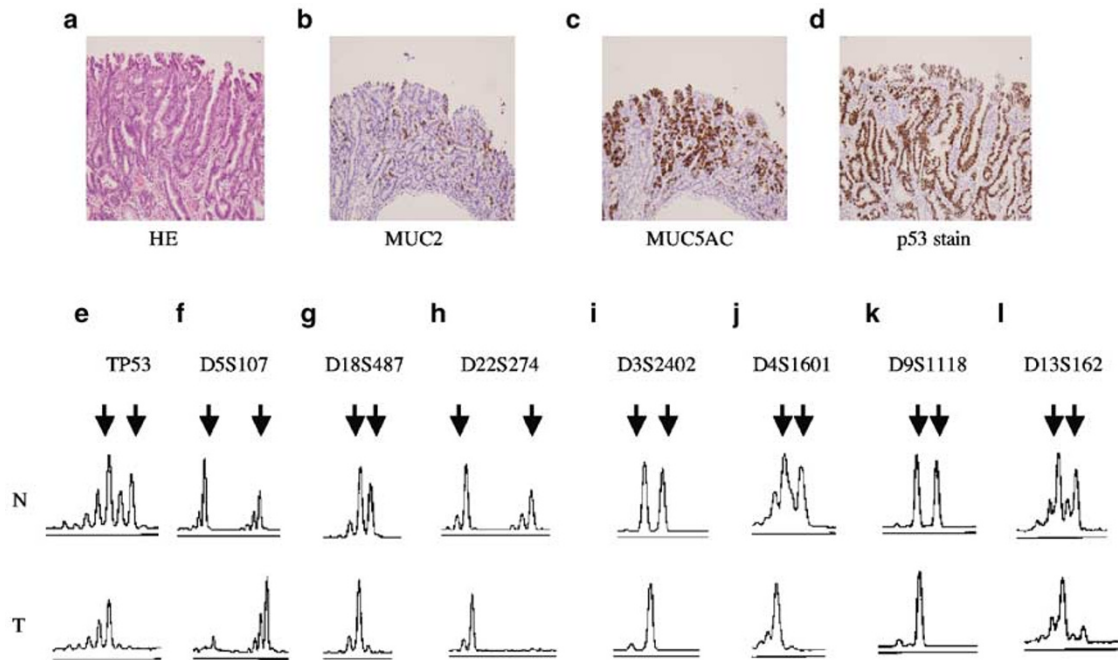 a b c d
HE MUC2 MUC5AC p53 stain
e f g h i j k l
TP53 D5S107 D18S487 D22S274 D3S2402 D4S1601 D9S1118 D13S162
N
T